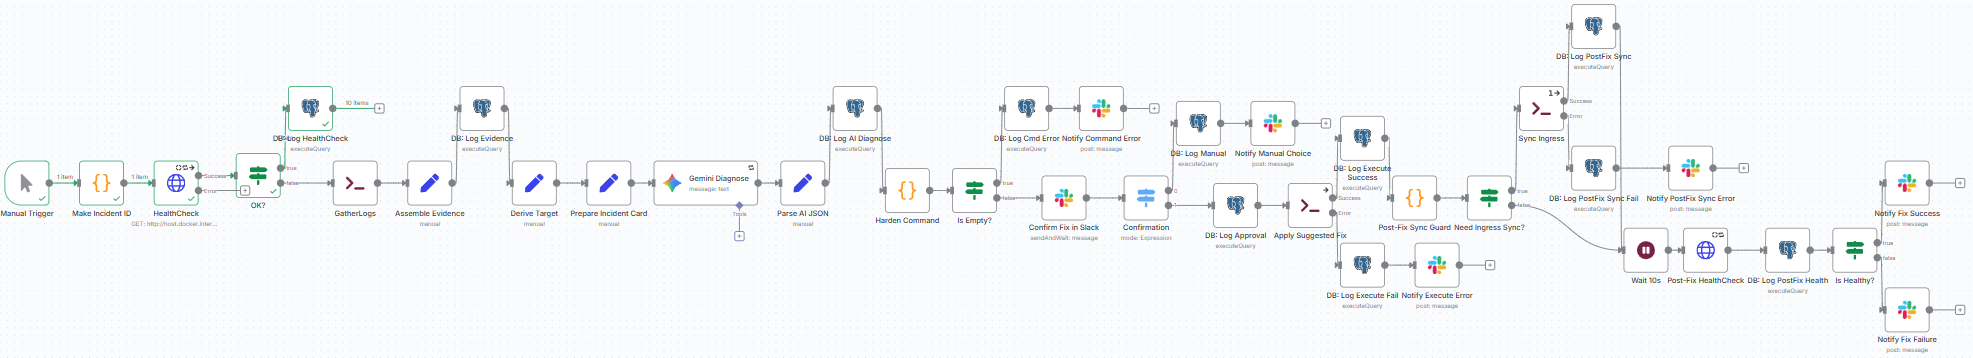 Manual Trigger
1 item
Make Incident ID
1 item
HealthCheck
GET: http://host.docker.inter...
Success
Error
OK?
true
false
DB: Log HealthCheck
executeQuery
10 items
GatherLogs
Assemble Evidence
manual
DB: Log Evidence
executeQuery
Derive Target
manual
Prepare Incident Card
manual
Gemini Diagnose
message: text
Tools
Parse AI JSON
manual
DB: Log AI Diagnose
executeQuery
Harden Command
Is Empty?
true
false
DB: Log Cmd Error
executeQuery
Notify Command Error
post: message
Confirm Fix in Slack
sendAndWait: message
Confirmation
mode: Expression
0
1
DB: Log Manual
executeQuery
Notify Manual Choice
post: message
DB: Log Approval
executeQuery
Apply Suggested Fix
Success
Error
DB: Log Execute
Success
executeQuery
DB: Log Execute Fail
executeQuery
Notify Execute Error
post: message
Post-Fix Sync Guard
Need Ingress Sync?
true
false
Sync Ingress
1
Success
Error
DB: Log PostFix Sync
executeQuery
DB: Log PostFix Sync Fail
executeQuery
Notify PostFix Sync Error
post: message
Wait 10s
Post-Fix HealthCheck
DB: Log PostFix Health
executeQuery
Is Healthy?
true
false
Notify Fix Success
post: message
Notify Fix Failure
post: message